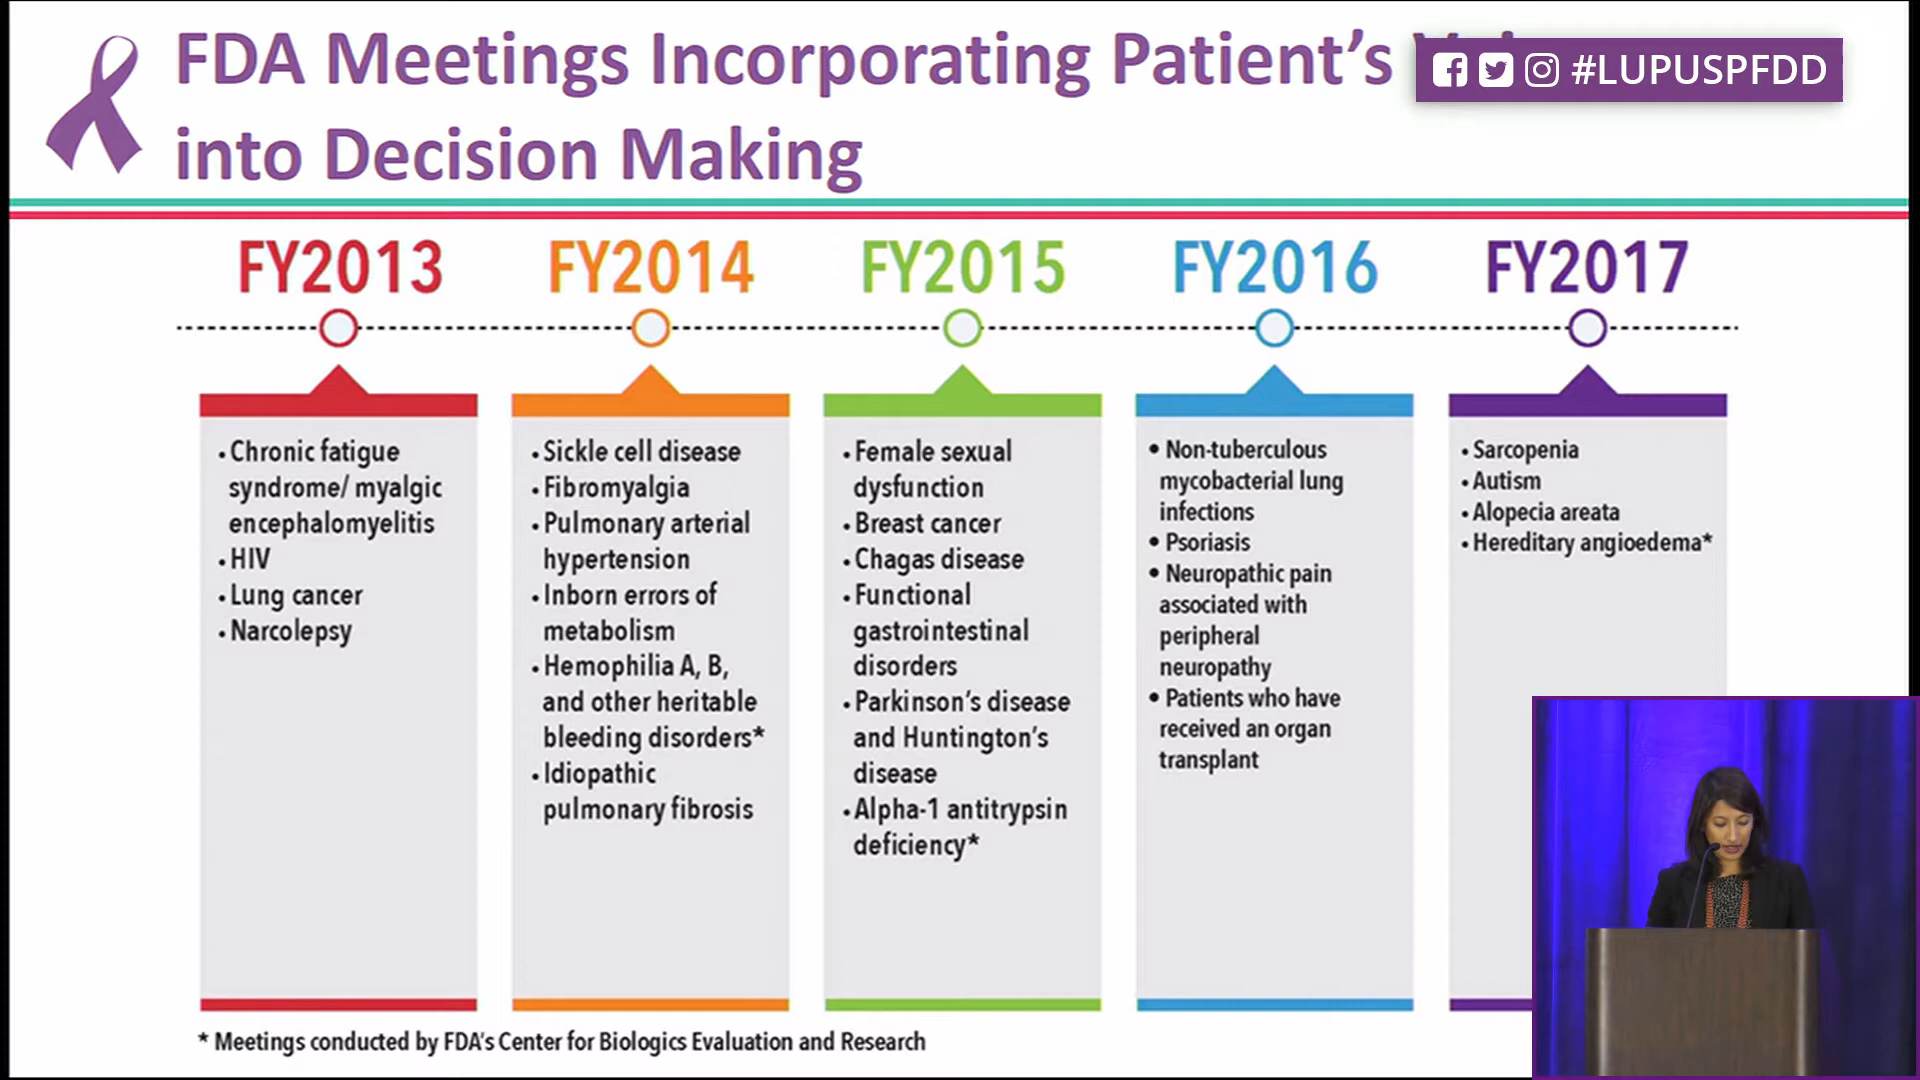 FDA Meetings Incorporating Patient's
#LUPUSPFDD
into Decision Making
FY2013
FY2014
FY2015
FY2016
FY2017
• Chronic fatigue
syndrome/ myalgic
encephalomyelitis
• HIV
• Lung cancer
• Narcolepsy
• Sickle cell disease
• Fibromyalgia
• Pulmonary arterial
hypertension
• Inborn errors of
metabolism
• Hemophilia A, B,
and other heritable
bleeding disorders*
• Idiopathic
pulmonary fibrosis
• Female sexual
dysfunction
• Breast cancer
• Chagas disease
• Functional
gastrointestinal
disorders
• Parkinson's disease
and Huntington's
disease
• Alpha-1 antitrypsin
deficiency*
• Non-tuberculous
mycobacterial lung
infections
• Psoriasis
• Neuropathic pain
associated with
peripheral
neuropathy
• Patients who have
received an organ
transplant
• Sarcopenia
• Autism
• Alopecia areata
• Hereditary angioedema*
* Meetings conducted by FDA's Center for Biologics Evaluation and Research